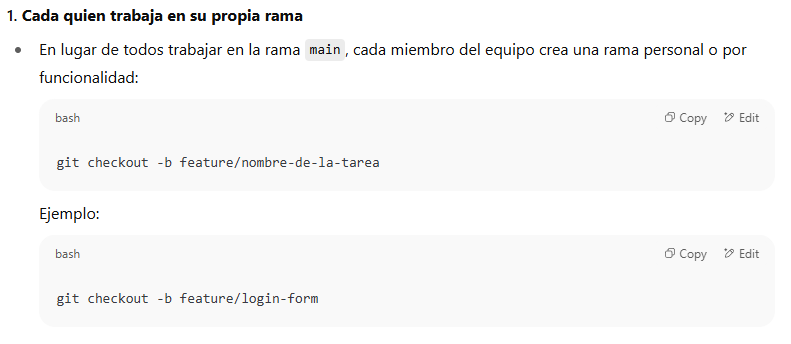 1. Cada quien trabaja en su propia rama
En lugar de todos trabajar en la rama main, cada miembro del equipo crea una rama personal o por
funcionalidad:
bash Copy Edit
git checkout -b feature/nombre-de-la-tarea
Ejemplo:
bash Copy Edit
git checkout -b feature/login-form